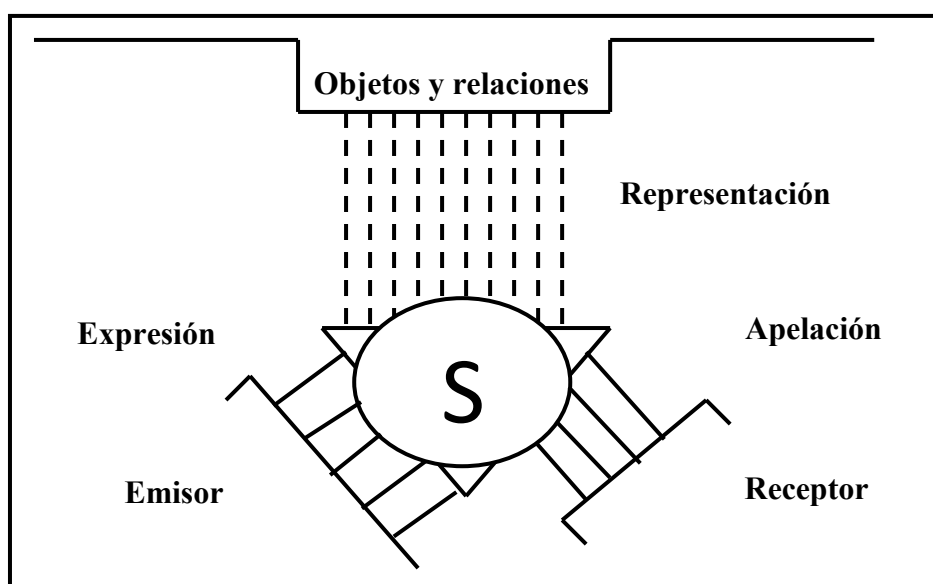 Objetos y relaciones
Representación
Expresión
Apelación
S
Emisor
Receptor